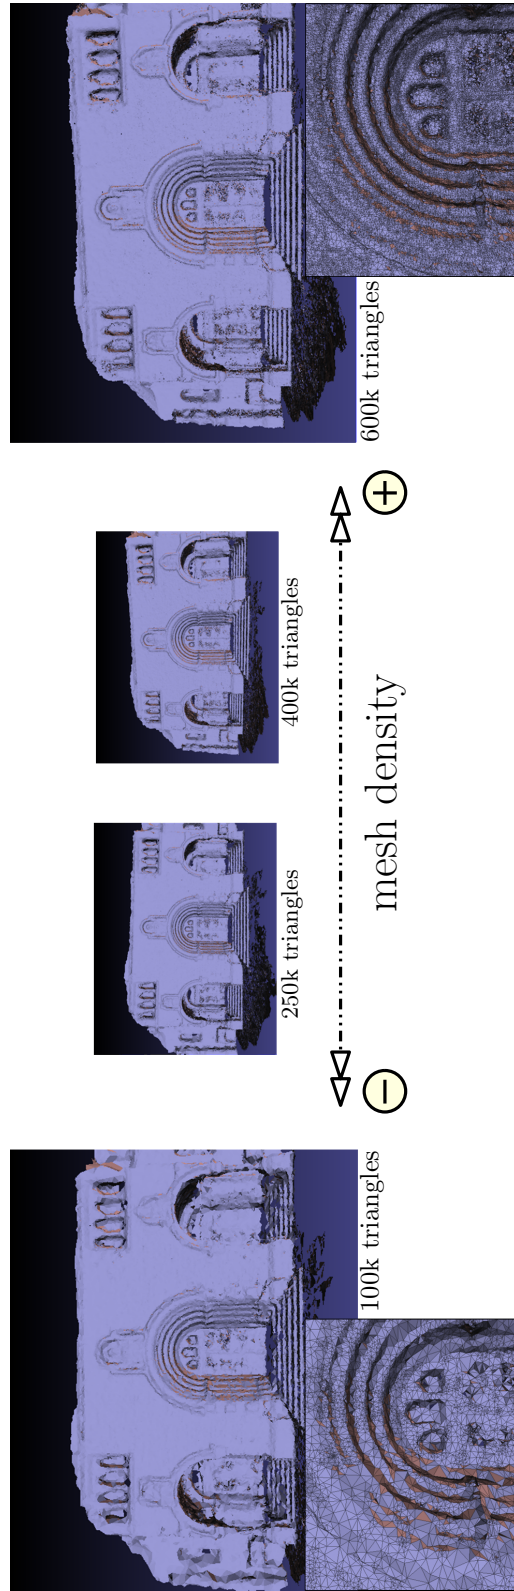 100k triangles
250k triangles
400k triangles
600k triangles
− +
mesh density